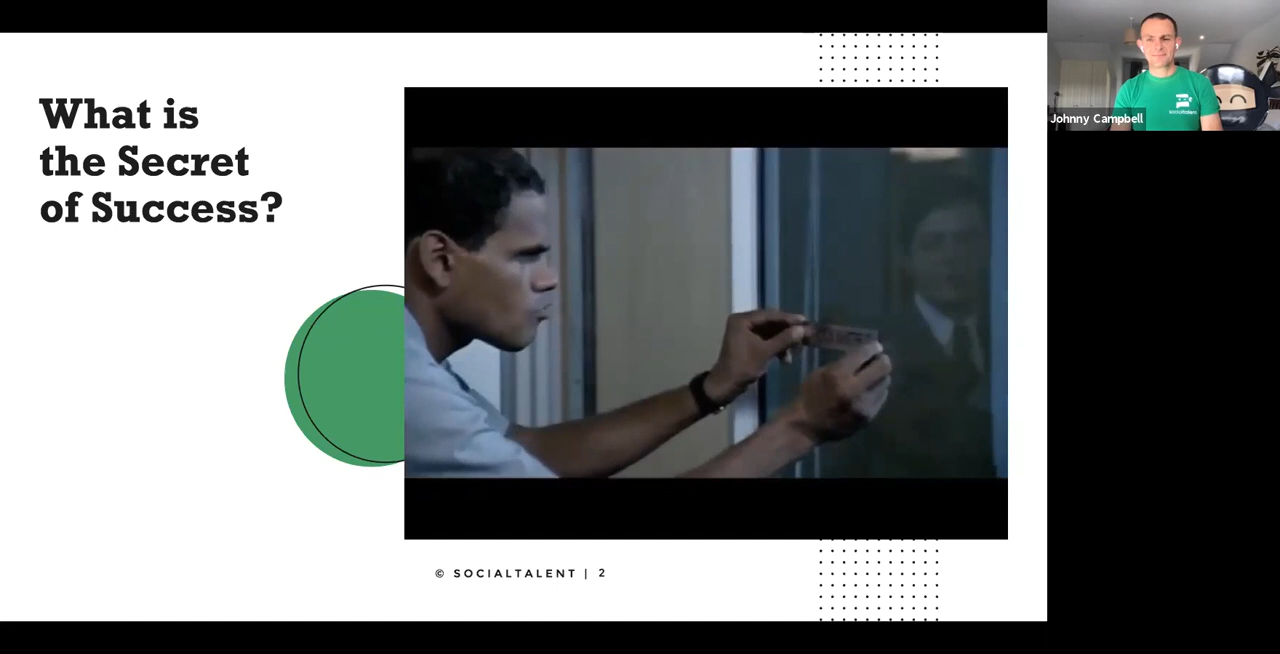 What is
the Secret
of Success?
Johnny Campbell
© SOCIALTALENT | 2